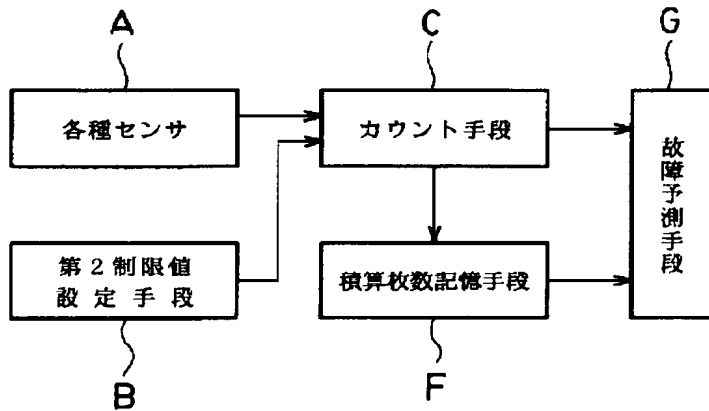 A
C
G
各種センサ
カウント手段
故障予測手段
第2制限値
設定手段
積算枚数記憶手段
B
F